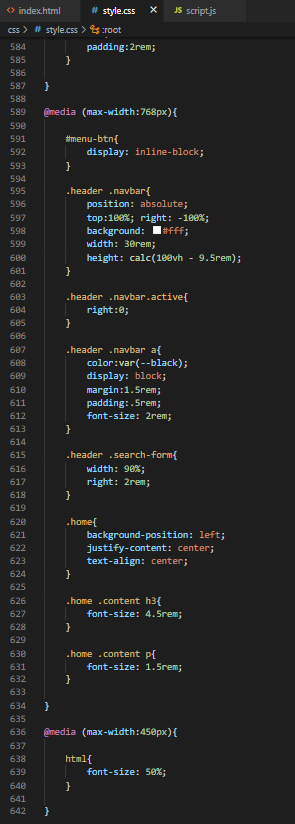 index.html
style.css
script.js
css > style.css > :root
584 padding:2rem;
585 }
586
587 }
588
589 @media (max-width:768px){
590
591 #menu-btn{
592 display: inline-block;
593 }
594
595 .header .navbar{
596 position: absolute;
597 top:100%; right: -100%;
598 background: #fff;
599 width: 30rem;
600 height: calc(100vh - 9.5rem);
601 }
602
603 .header .navbar.active{
604 right:0;
605 }
606
607 .header .navbar a{
608 color:var(--black);
609 display: block;
610 margin:1.5rem;
611 padding:.5rem;
612 font-size: 2rem;
613 }
614
615 .header .search-form{
616 width: 90%;
617 right: 2rem;
618 }
619
620 .home{
621 background-position: left;
622 justify-content: center;
623 text-align: center;
624 }
625
626 .home .content h3{
627 font-size: 4.5rem;
628 }
629
630 .home .content p{
631 font-size: 1.5rem;
632 }
633
634 }
635
636 @media (max-width:450px){
637
638 html{
639 font-size: 50%;
640 }
641
642 }